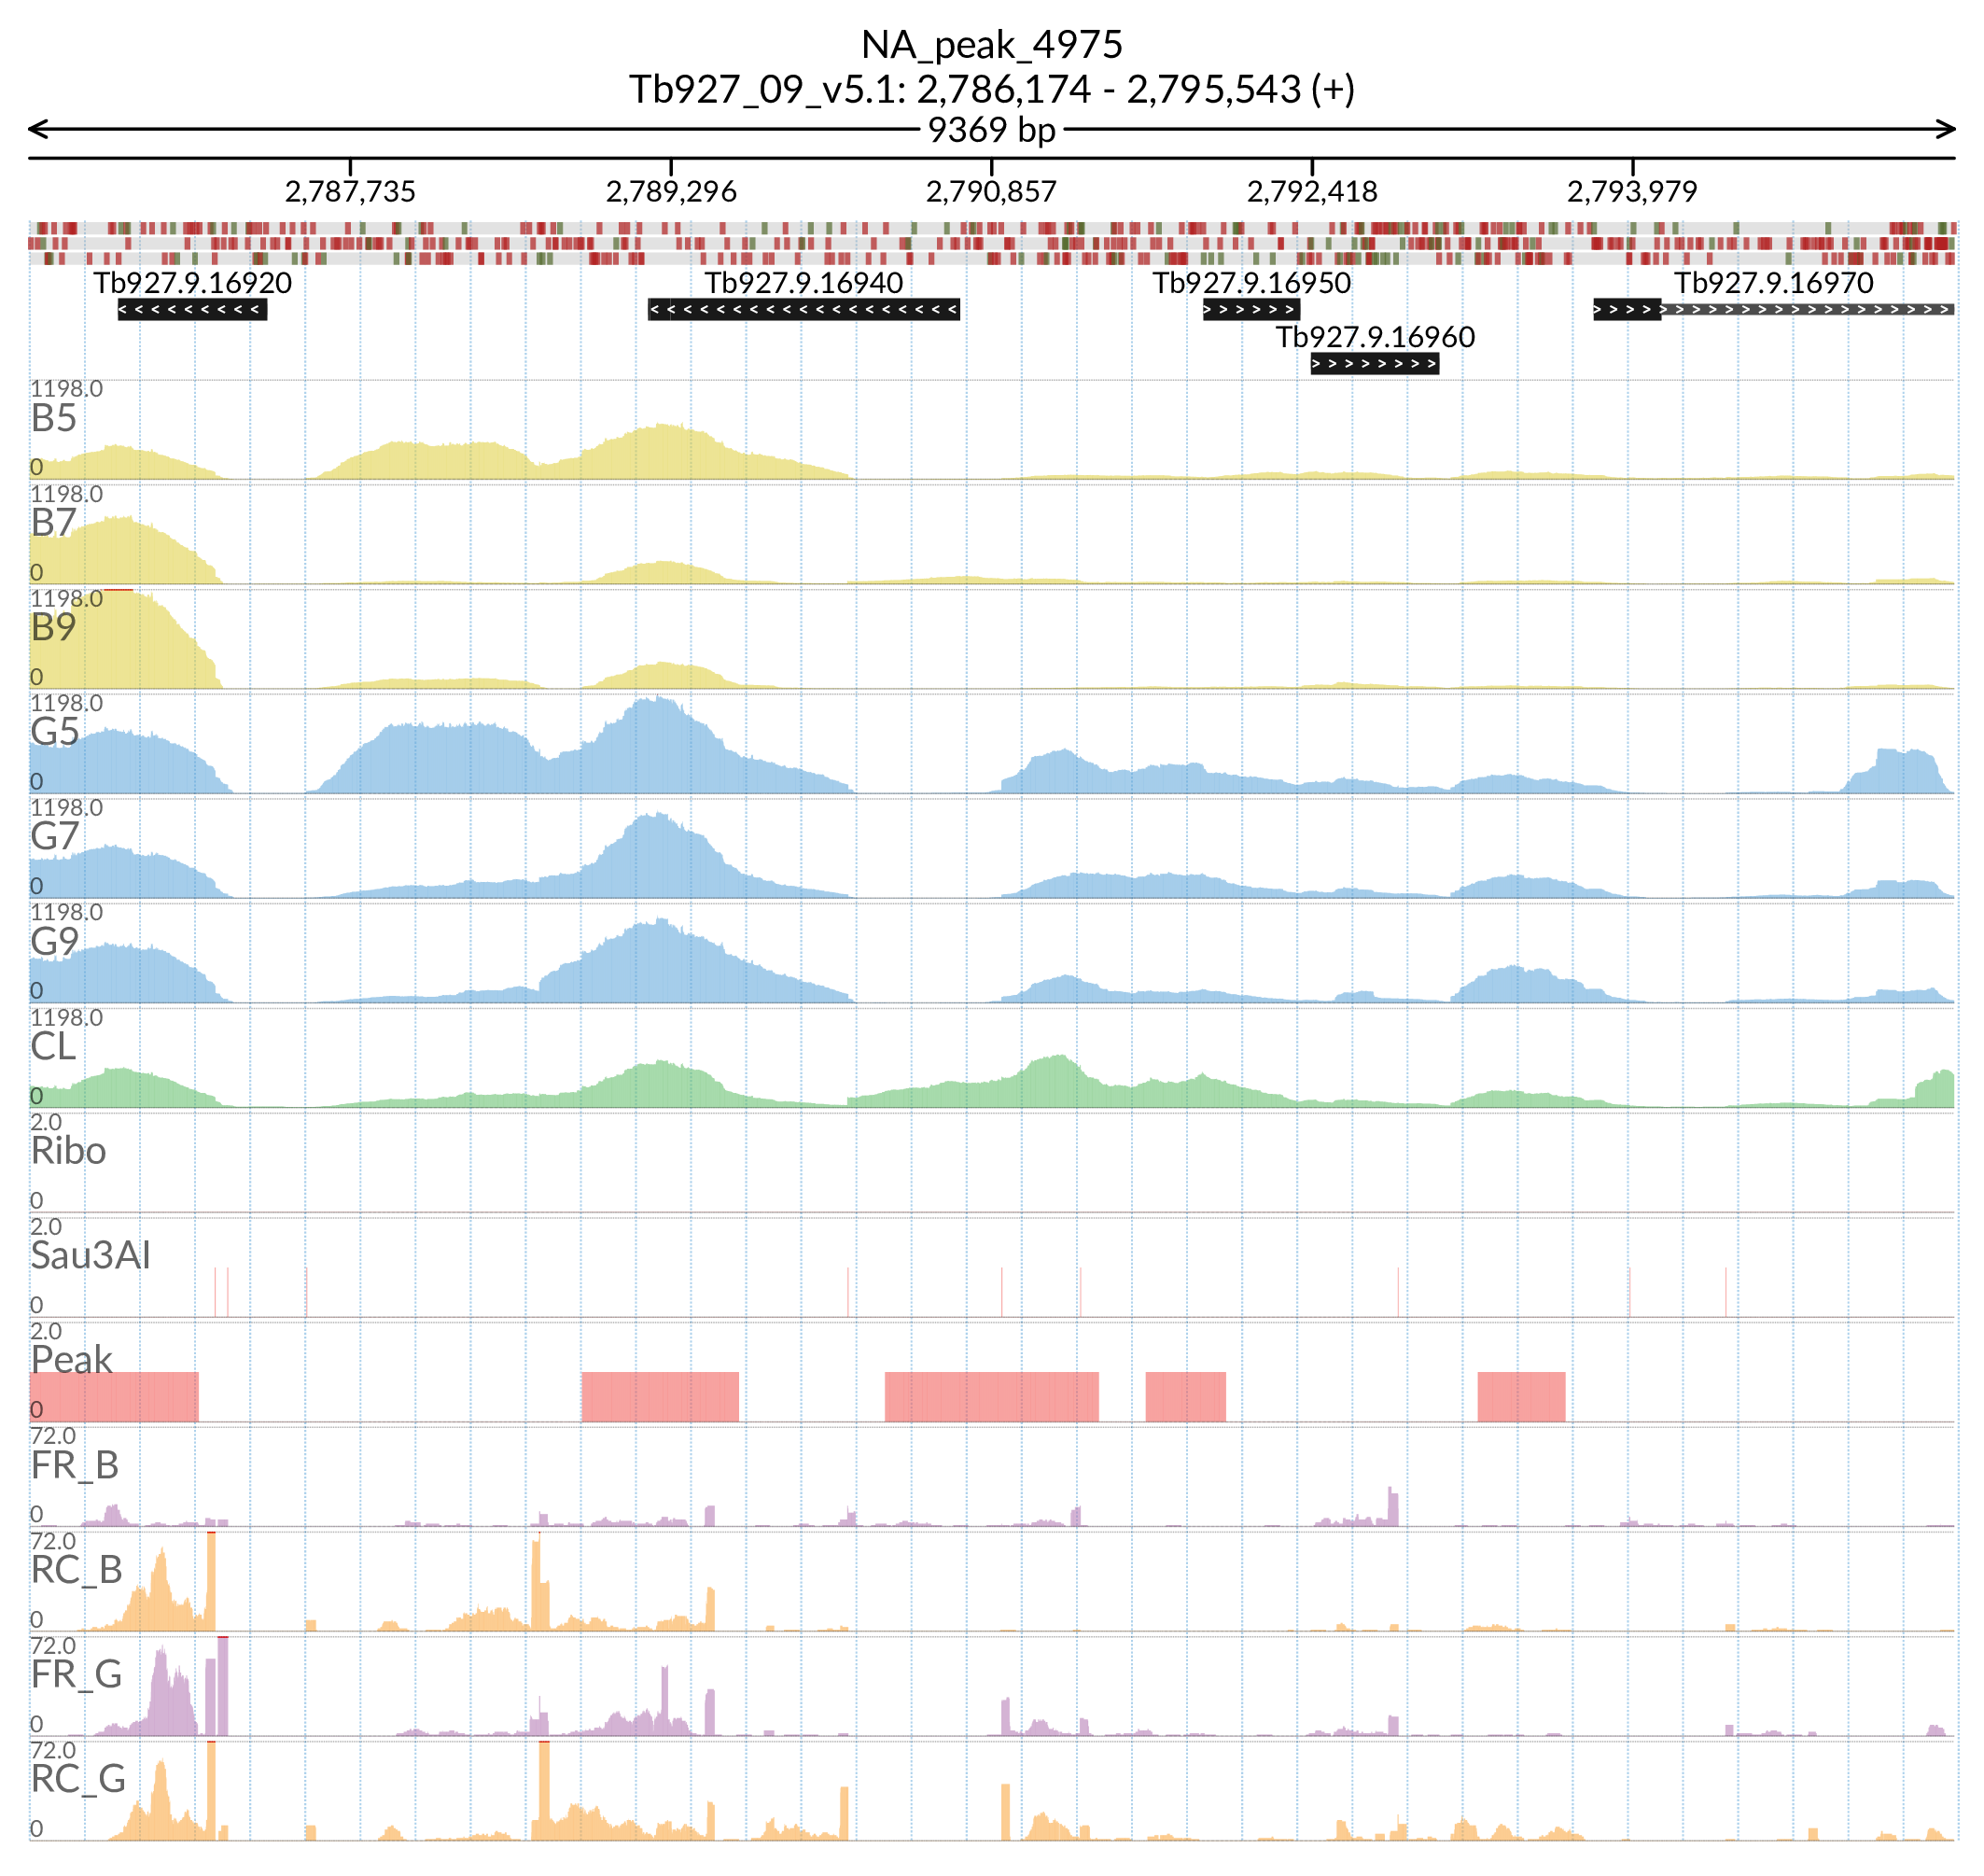 NA_peak_4975
Tb927_09_v5.1: 2,786,174 - 2,795,543 (+)
9369 bp
2,787,735 2,789,296 2,790,857 2,792,418 2,793,979
Tb927.9.16920 Tb927.9.16940 Tb927.9.16950 Tb927.9.16970
Tb927.9.16960
1198.0
B5
0
1198.0
B7
0
1198.0
B9
0
1198.0
G5
0
1198.0
G7
0
1198.0
G9
0
1198.0
CL
0
2.0
Ribo
0
2.0
Sau3AI
0
2.0
Peak
0
72.0
FR_B
0
72.0
RC_B
0
72.0
FR_G
0
72.0
RC_G
0